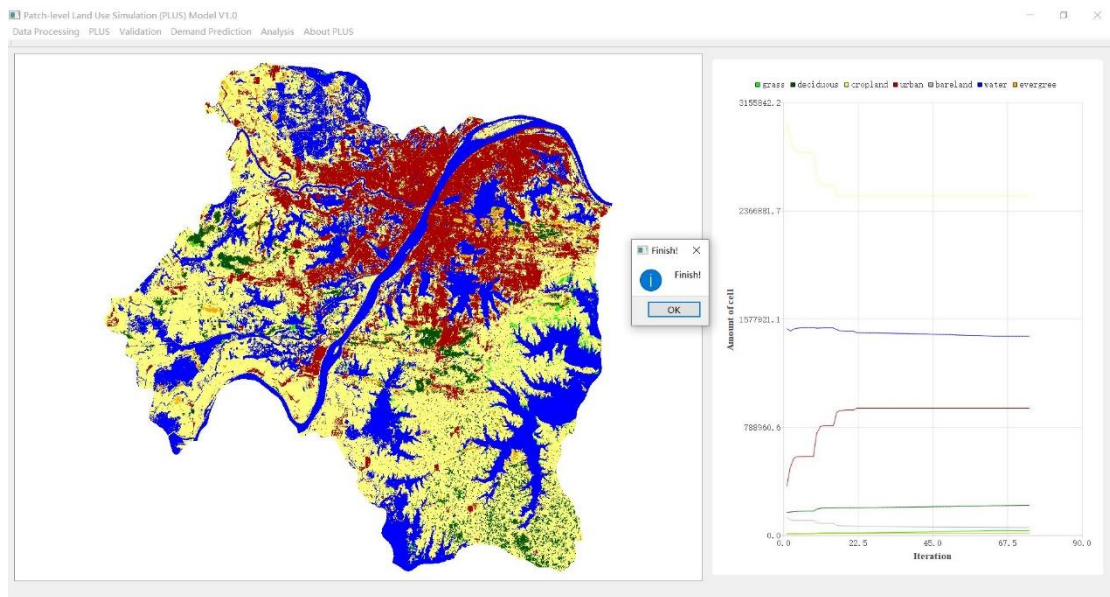 Patch-level Land Use Simulation (PLUS) Model V1.0
Data Processing PLUS Validation Demand Prediction Analysis About PLUS
grass deciduous cropland urban bareland water evergree
3155842.2
2366881.7
1577921.1
788960.6
0.0
Amount of cell
0.0 22.5 45.0 67.5 90.0
Iteration
Finish!
Finish!
OK